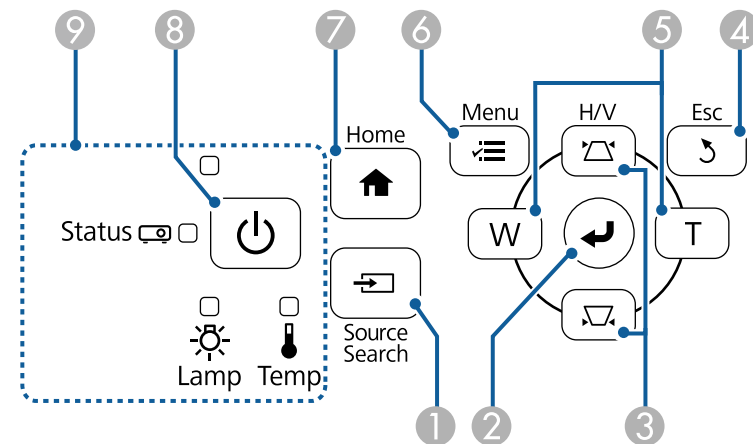 9 8 7 6 5 4
Menu H/V Esc
Home
Status
W T
Source
Search
Lamp Temp
1 2 3